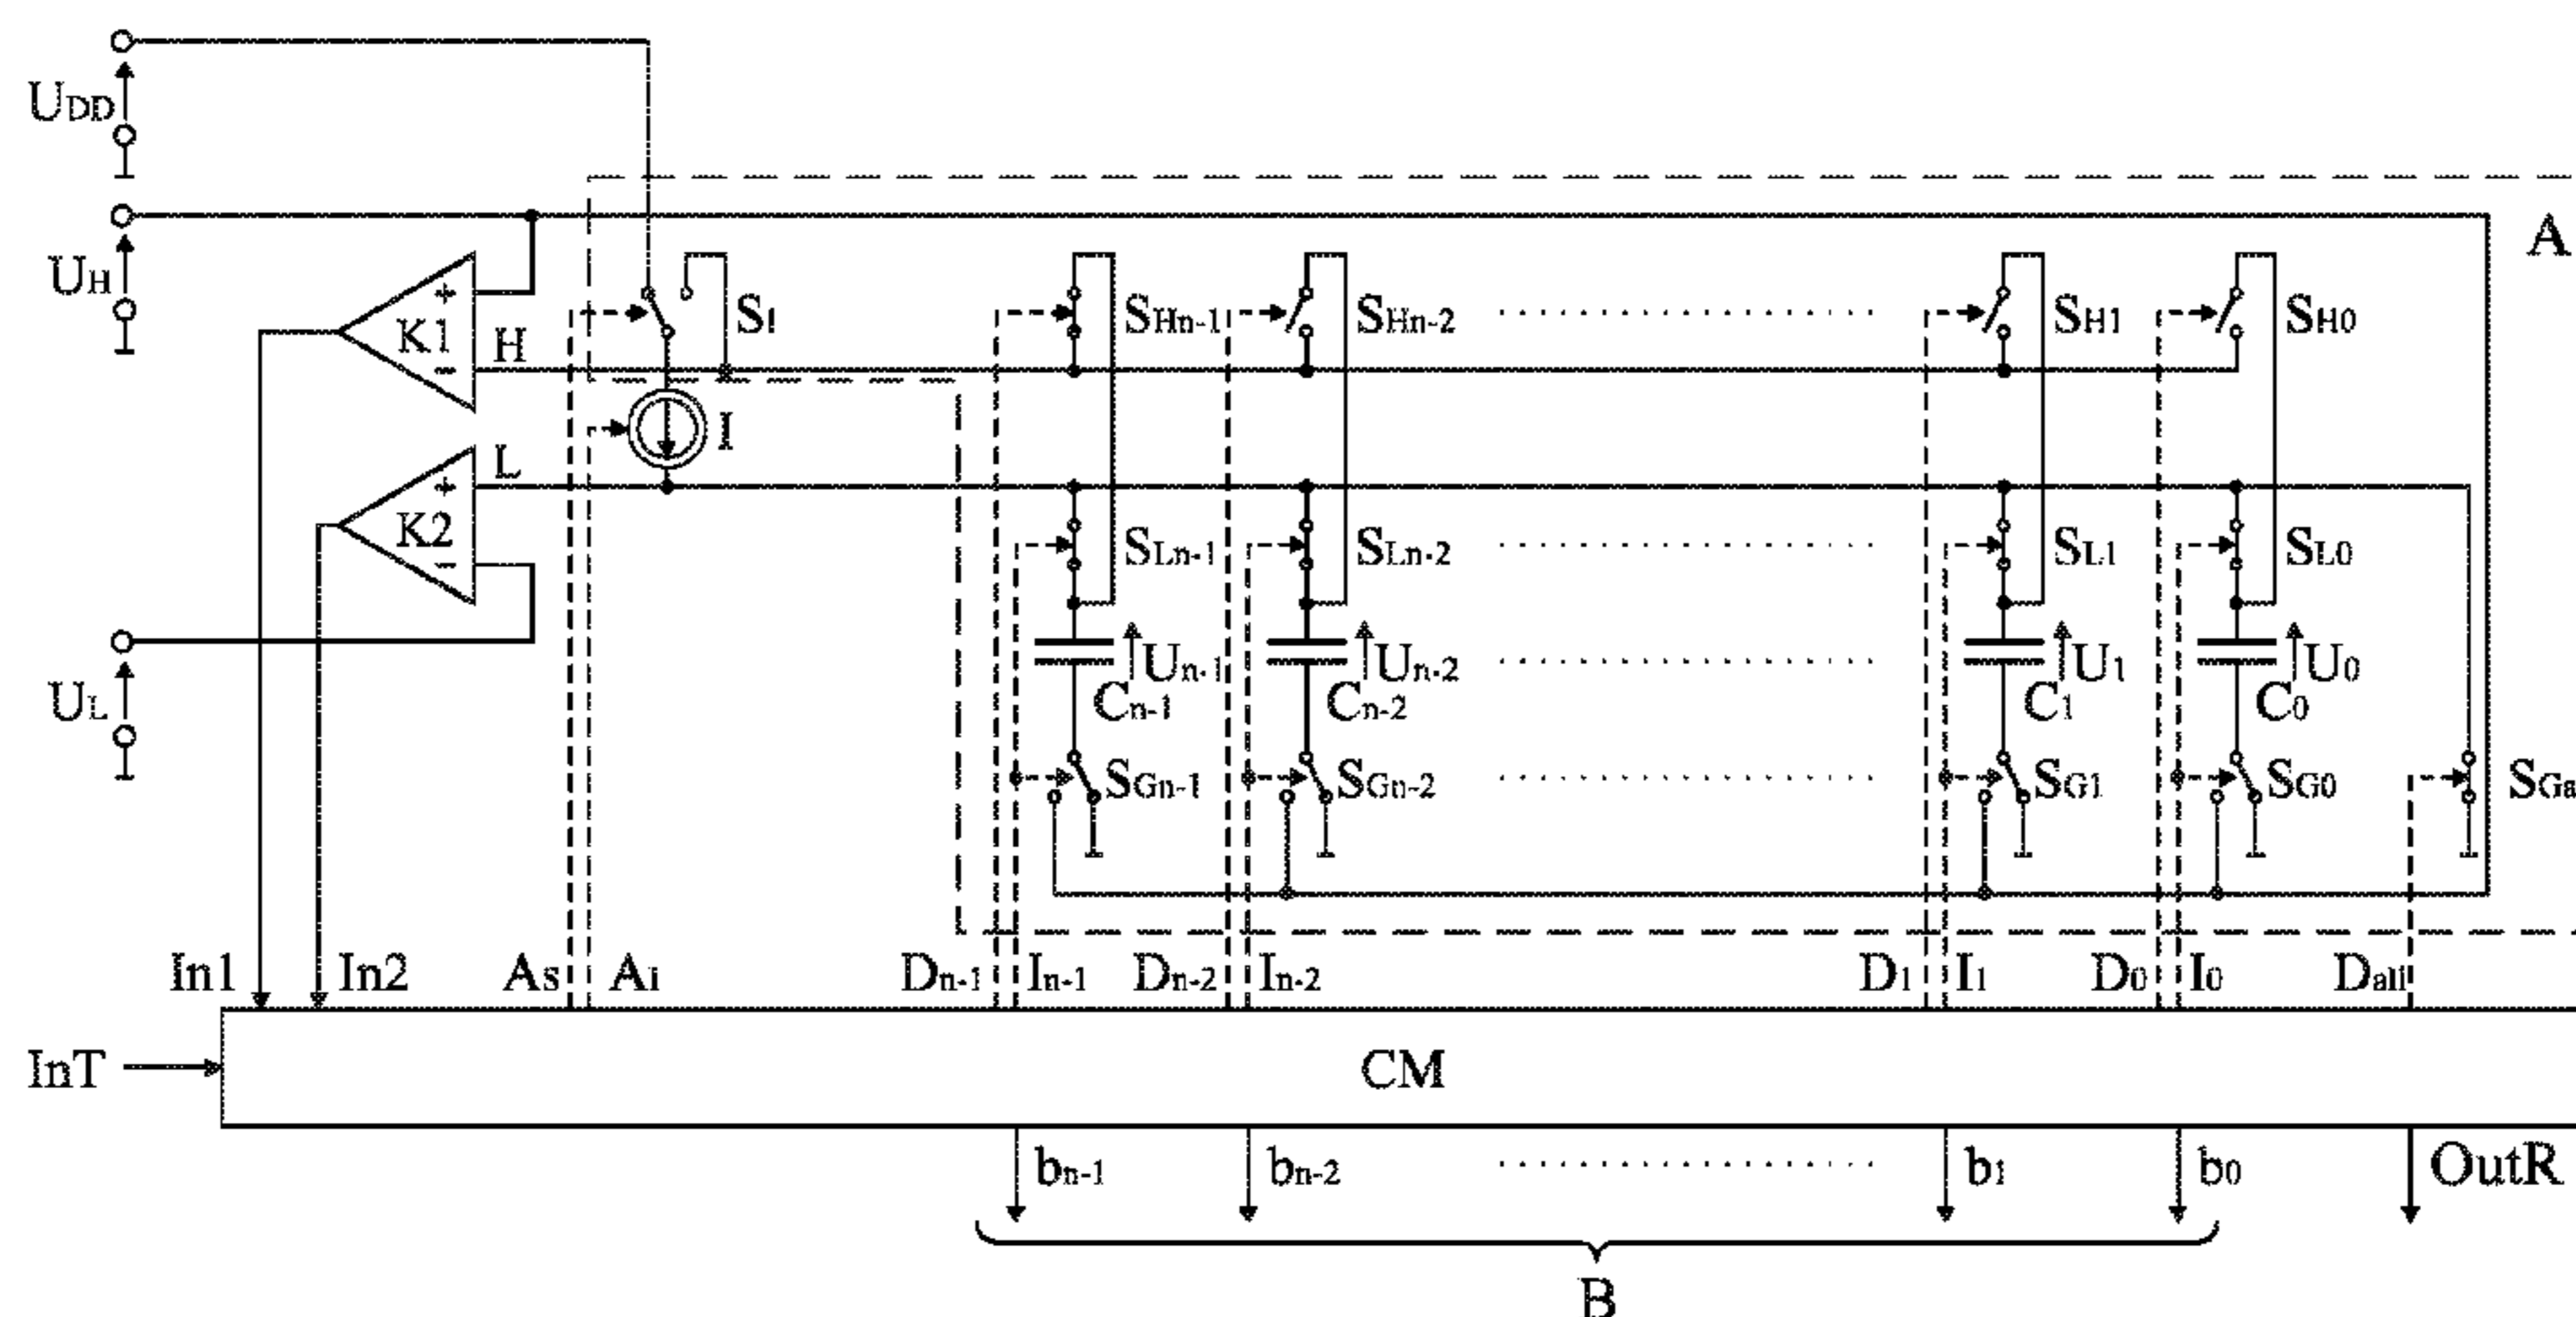 UDD
UH
A
+
K1
-
H
SI
SHn-1
SHn-2
SH1
SH0
I
L
+
K2
-
SLn-1
SLn-2
SL1
SL0
UL
Un-1
Un-2
U1
U0
Cn-1
Cn-2
C1
C0
SGn-1
SGn-2
SG1
SG0
SGa
In1
In2
As
Ai
Dn-1
In-1
Dn-2
In-2
D1
I1
D0
I0
Dall
InT
CM
bn-1
bn-2
b1
b0
OutR
B